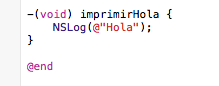 -(void) imprimirHola {
    NSLog(@"Hola");
}
@end